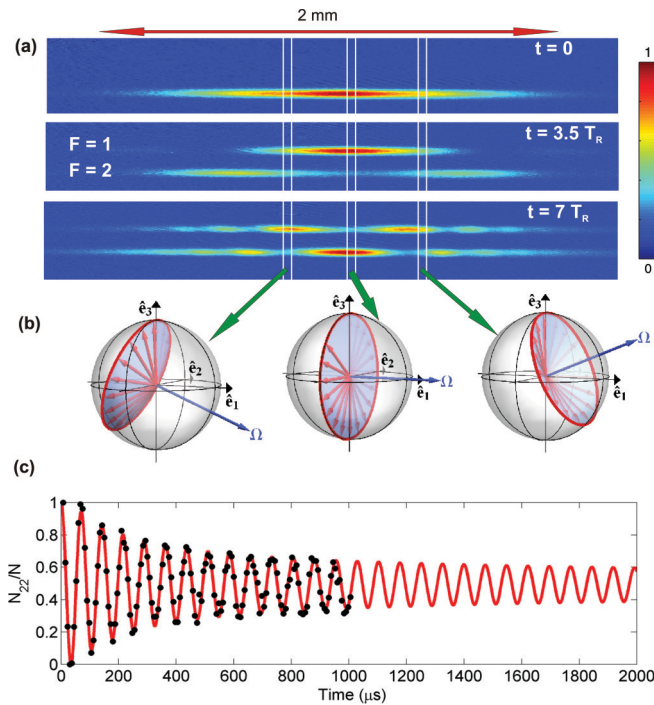 2 mm
(a)
t = 0
1
F = 1
t = 3.5 T_R
F = 2
t = 7 T_R
0
(b)
ê₃ ê₃ ê₃
ê₂ ê₂ Ω
ê₁ ê₁ ê₁
Ω Ω
(c)
1
0.8
0.6
0.4
0.2
0
N₂₂/N
0 200 400 600 800 1000 1200 1400 1600 1800 2000
Time (μs)